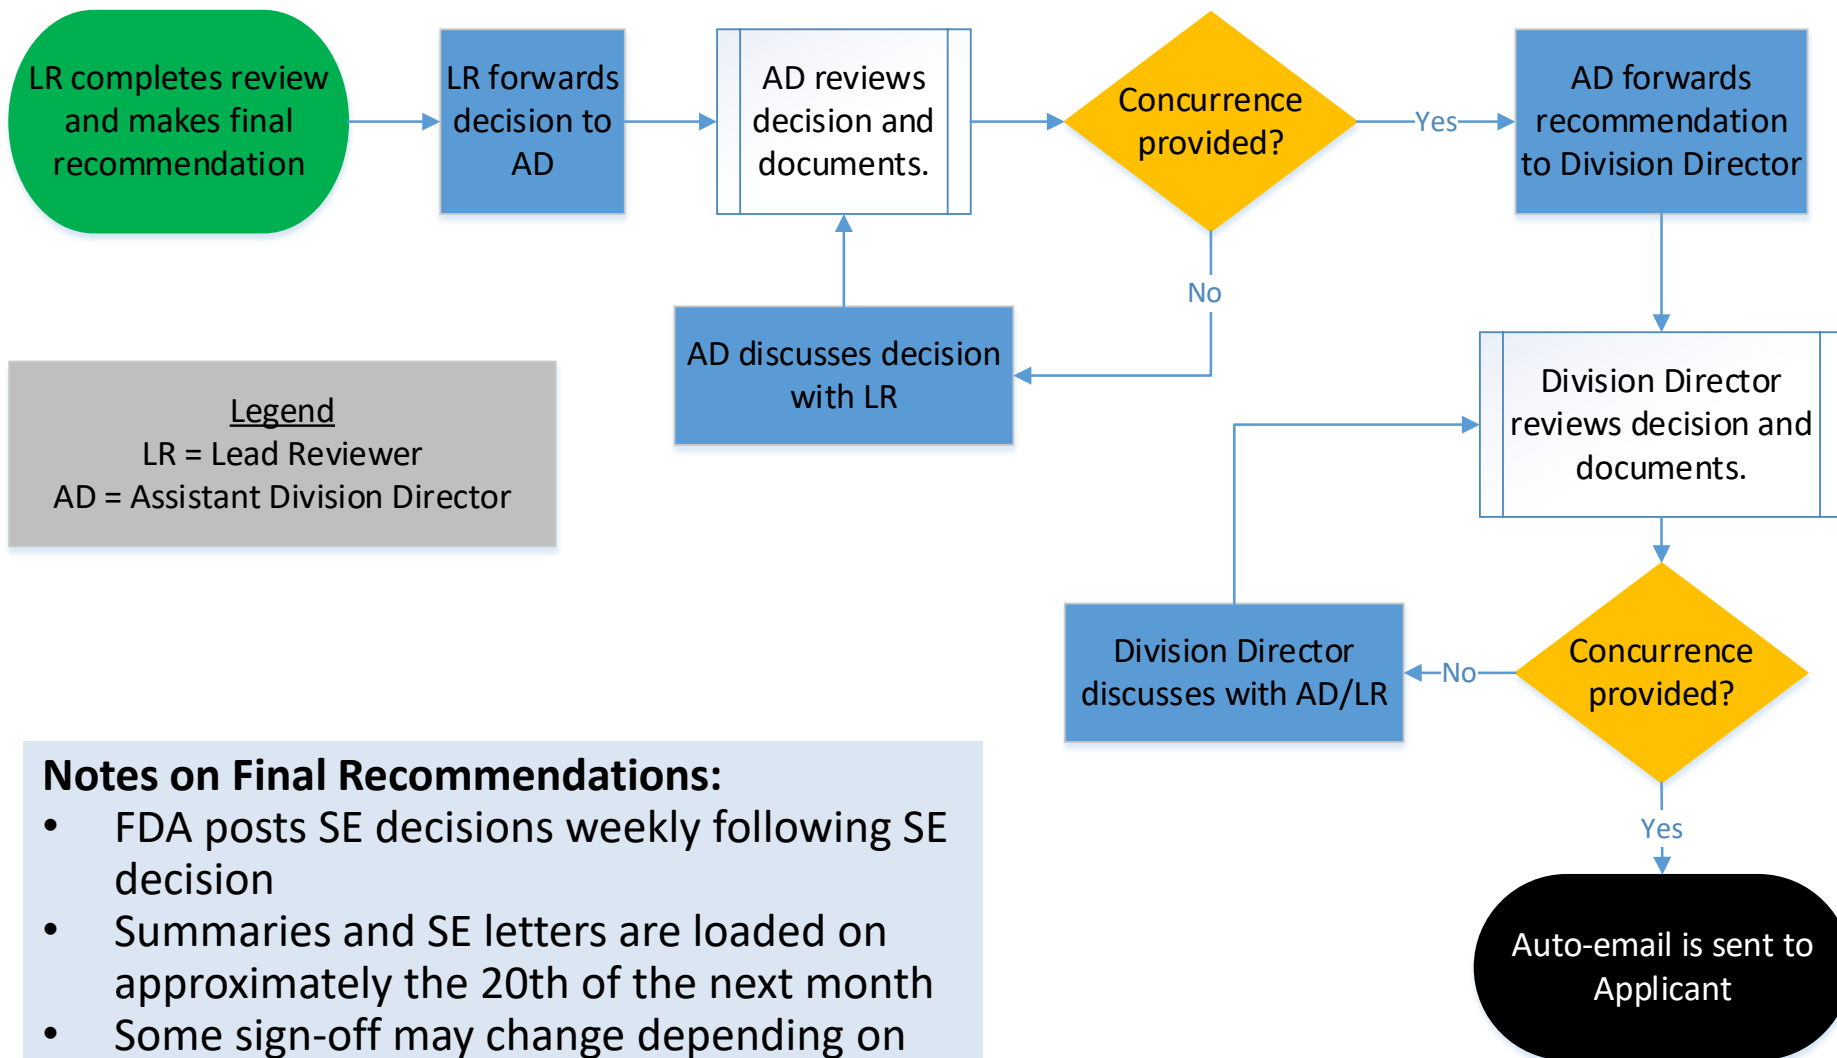 LR completes review
and makes final
recommendation
LR forwards
decision to
AD
AD reviews
decision and
documents.
Concurrence
provided?
Yes
AD forwards
recommendation
to Division Director
No
AD discusses decision
with LR
Legend
LR = Lead Reviewer
AD = Assistant Division Director
Division Director
reviews decision and
documents.
Concurrence
provided?
No
Division Director
discusses with AD/LR
Yes
Auto-email is sent to
Applicant
Notes on Final Recommendations:
• FDA posts SE decisions weekly following SE
decision
• Summaries and SE letters are loaded on
approximately the 20th of the next month
• Some sign-off may change depending on